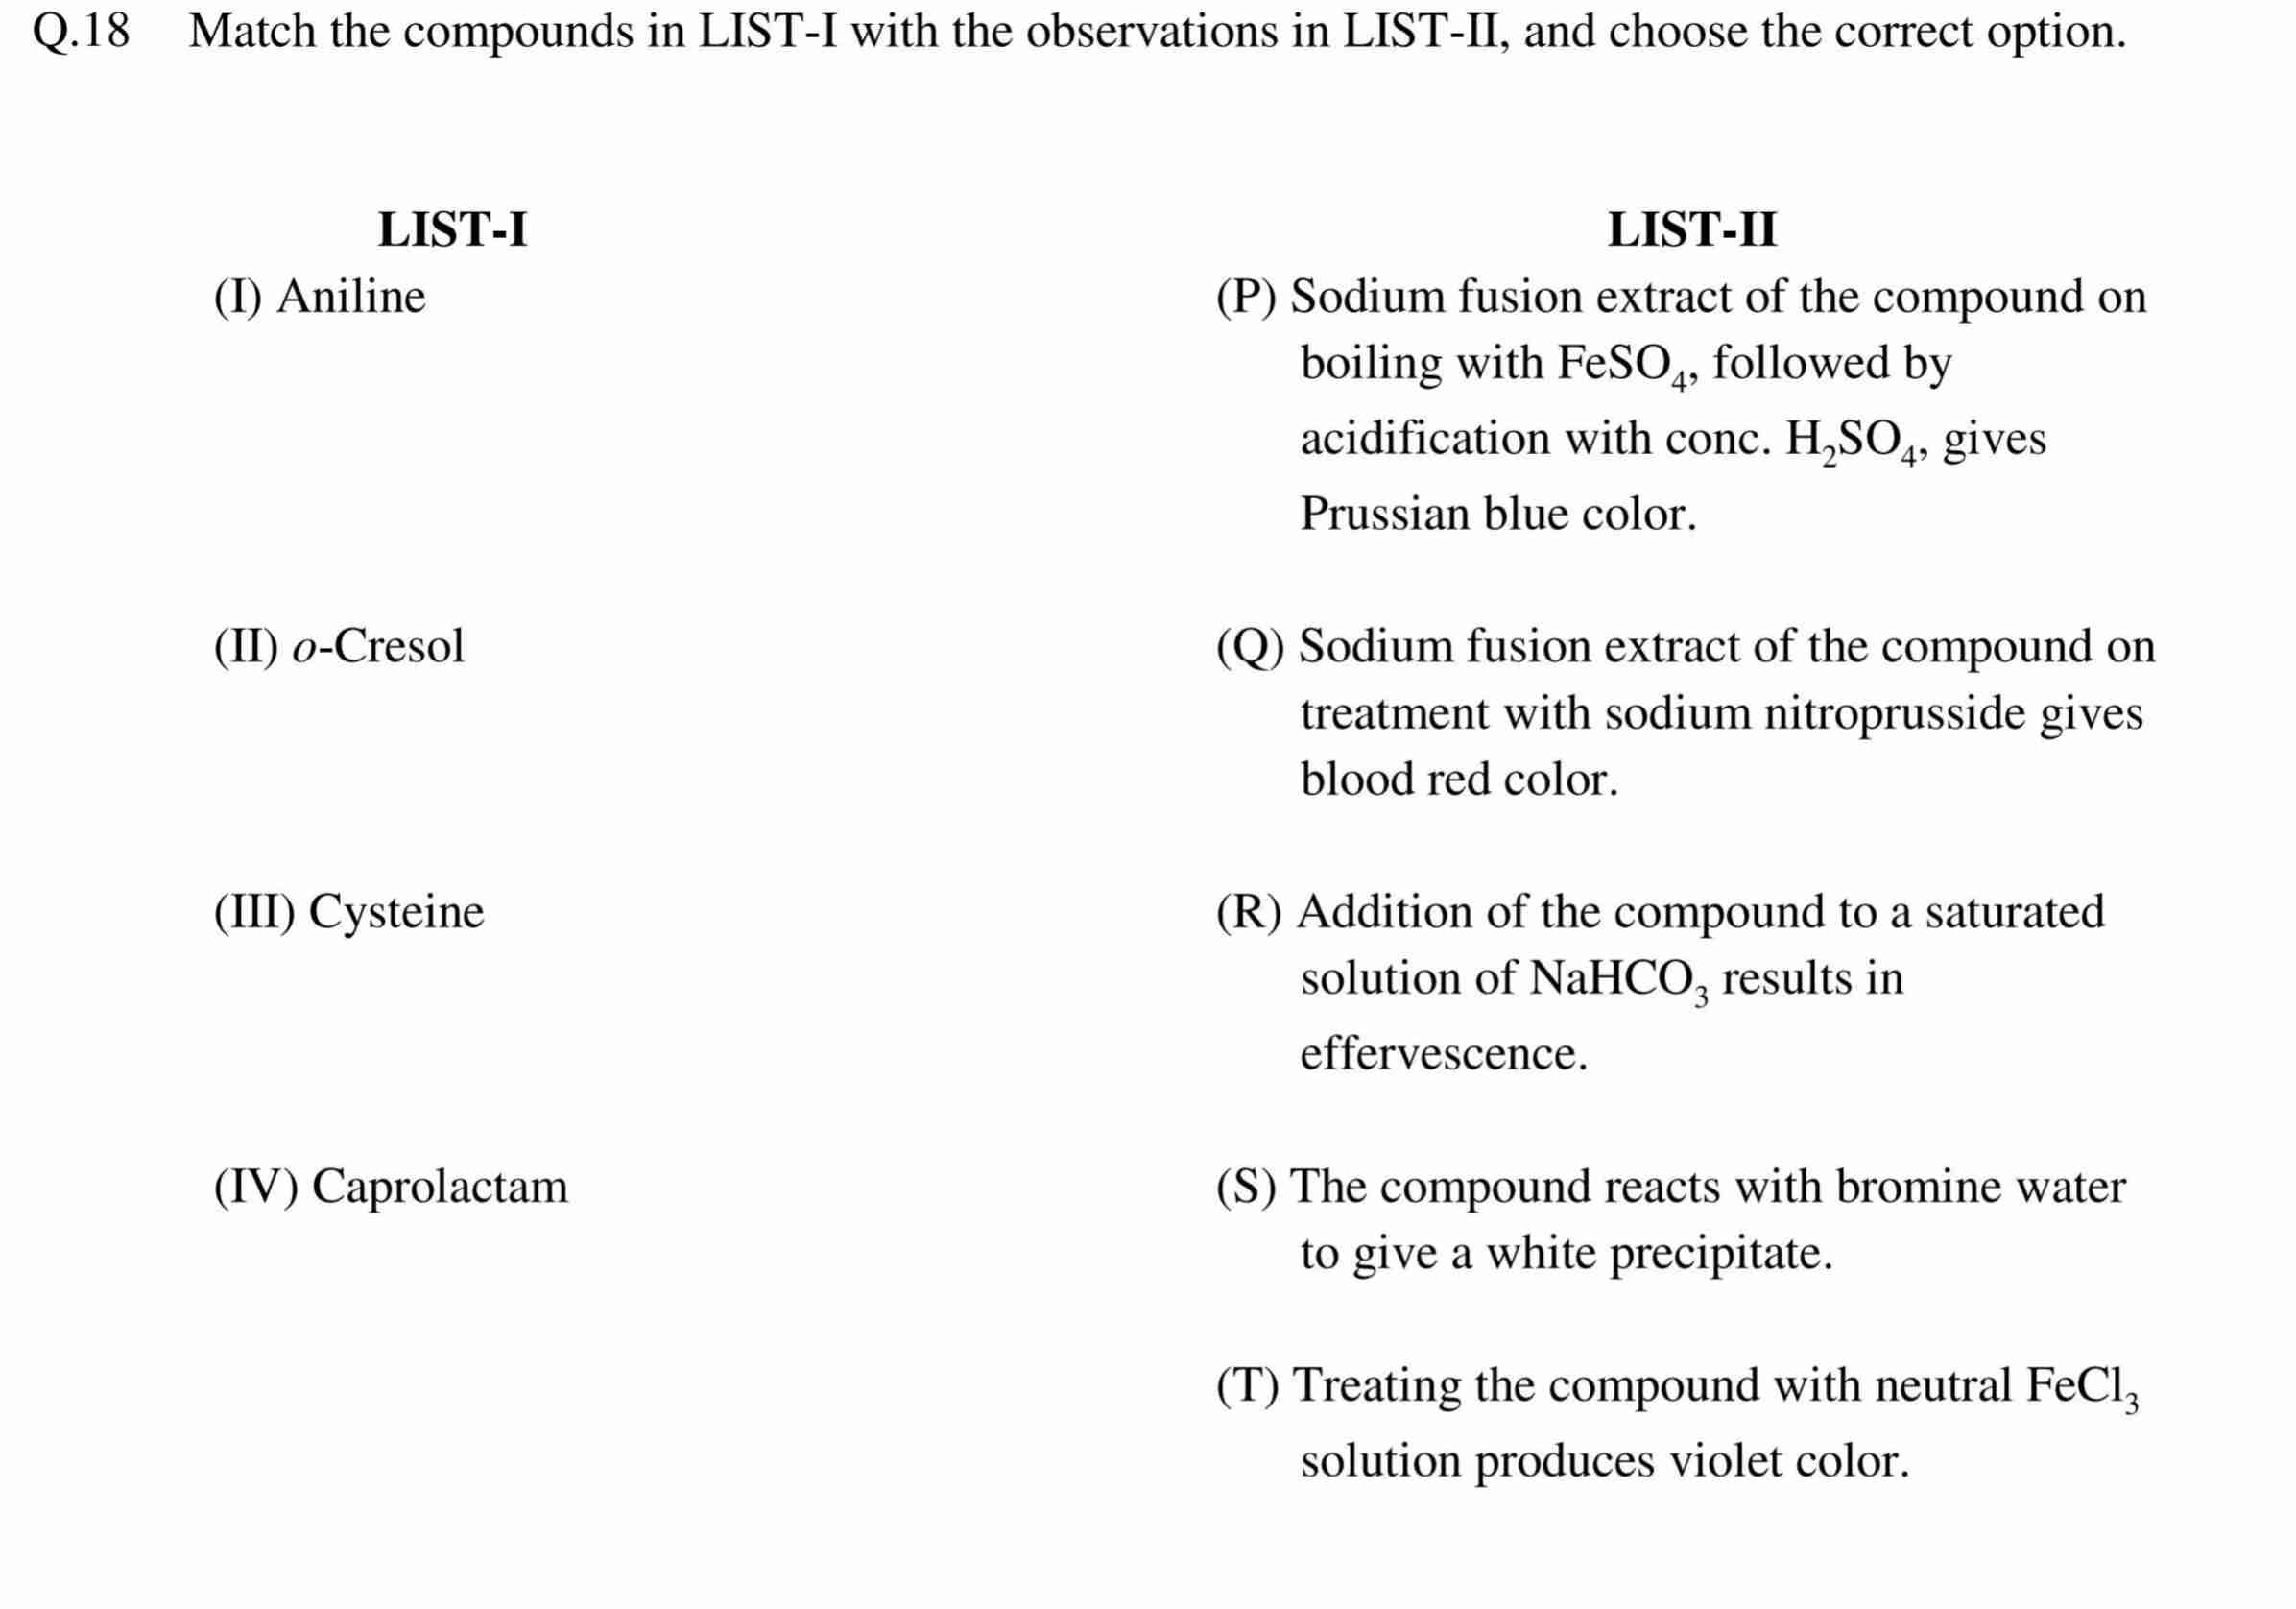 Q.18 Match the compounds in LIST-I with the observations in LIST-II, and choose the correct option.
LIST-I
LIST-II
(I) Aniline
(P) Sodium fusion extract of the compound on
boiling with FeSO₄, followed by
acidification with conc. H₂SO₄, gives
Prussian blue color.
(II) o-Cresol
(Q) Sodium fusion extract of the compound on
treatment with sodium nitroprusside gives
blood red color.
(III) Cysteine
(R) Addition of the compound to a saturated
solution of NaHCO₃ results in
effervescence.
(IV) Caprolactam
(S) The compound reacts with bromine water
to give a white precipitate.
(T) Treating the compound with neutral FeCl₃
solution produces violet color.